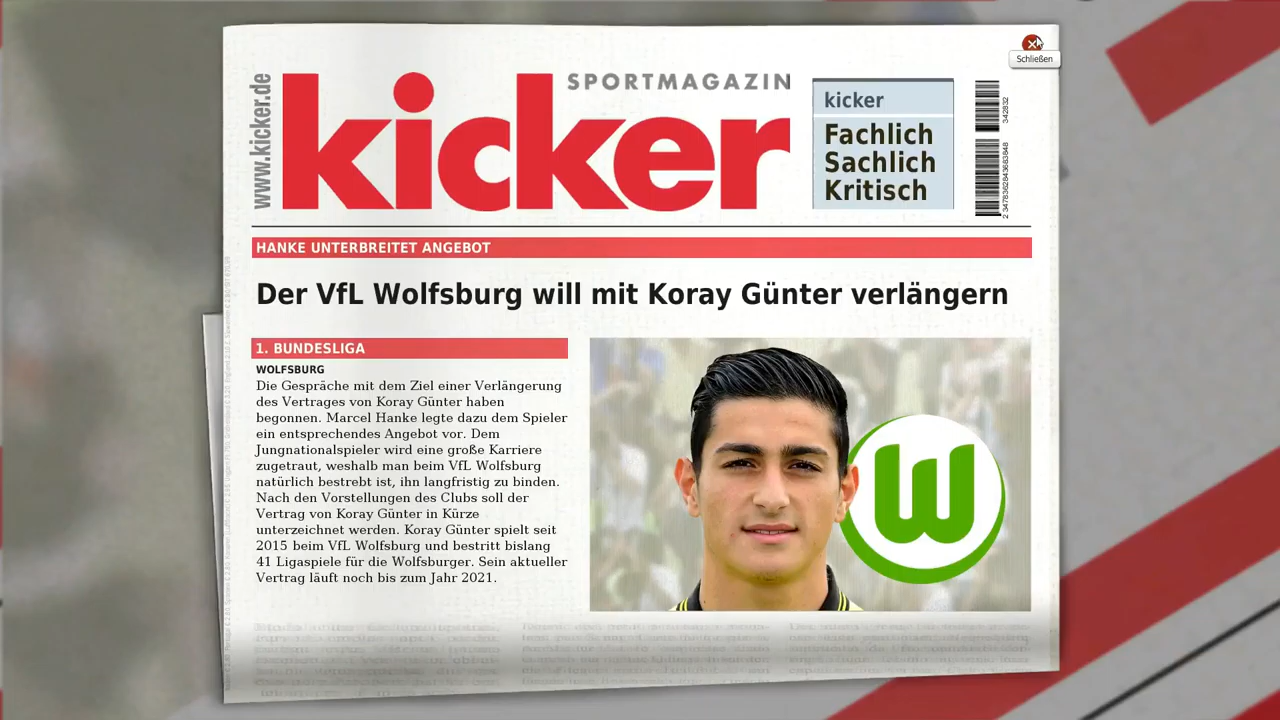 Schließen
www.kicker.de
SPORTMAGAZIN
kicker
kicker
Fachlich
Sachlich
Kritisch
342832
HANKE UNTERBREITET ANGEBOT
Der VfL Wolfsburg will mit Koray Günter verlängern
1. BUNDESLIGA
WOLFSBURG
Die Gespräche mit dem Ziel einer Verlängerung
des Vertrages von Koray Günter haben
begonnen. Marcel Hanke legte dazu dem Spieler
ein entsprechendes Angebot vor. Dem
Jungnationalspieler wird eine große Karriere
zugetraut, weshalb man beim VfL Wolfsburg
natürlich bestrebt ist, ihn langfristig zu binden.
Nach den Vorstellungen des Clubs soll der
Vertrag von Koray Günter in Kürze
unterzeichnet werden. Koray Günter spielt seit
2015 beim VfL Wolfsburg und bestritt bislang
41 Ligaspiele für die Wolfsburger. Sein aktueller
Vertrag läuft noch bis zum Jahr 2021.
W